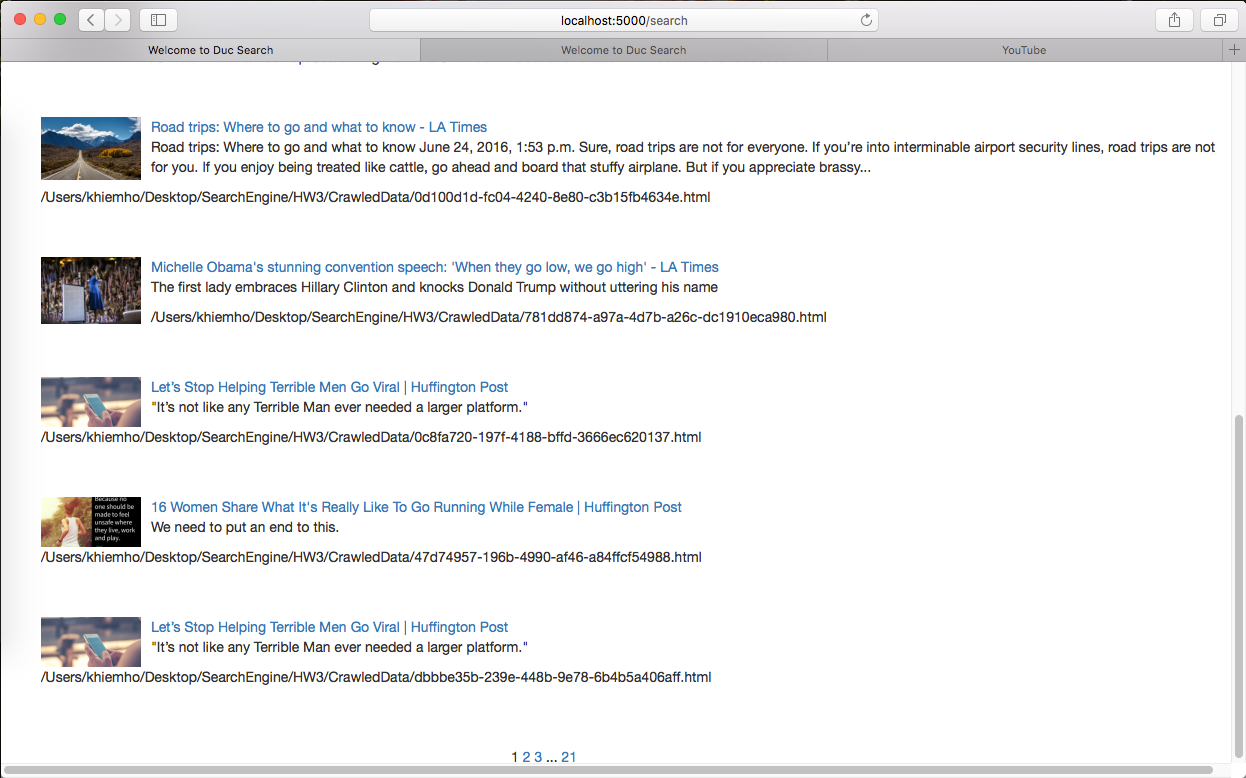 localhost:5000/search
Welcome to Duc Search
Welcome to Duc Search
YouTube
Road trips: Where to go and what to know - LA Times
Road trips: Where to go and what to know June 24, 2016, 1:53 p.m. Sure, road trips are not for everyone. If you’re into interminable airport security lines, road trips are not
for you. If you enjoy being treated like cattle, go ahead and board that stuffy airplane. But if you appreciate brassy...
/Users/khiemho/Desktop/SearchEngine/HW3/CrawledData/0d100d1d-fc04-4240-8e80-c3b15fb4634e.html
Michelle Obama's stunning convention speech: 'When they go low, we go high' - LA Times
The first lady embraces Hillary Clinton and knocks Donald Trump without uttering his name
/Users/khiemho/Desktop/SearchEngine/HW3/CrawledData/781dd874-a97a-4d7b-a26c-dc1910eca980.html
Let’s Stop Helping Terrible Men Go Viral | Huffington Post
"It’s not like any Terrible Man ever needed a larger platform."
/Users/khiemho/Desktop/SearchEngine/HW3/CrawledData/0c8fa720-197f-4188-bffd-3666ec620137.html
Because no
one should be
made to feel
unsafe where
they live, work
and play.
16 Women Share What It's Really Like To Go Running While Female | Huffington Post
We need to put an end to this.
/Users/khiemho/Desktop/SearchEngine/HW3/CrawledData/47d74957-196b-4990-af46-a84ffcf54988.html
Let’s Stop Helping Terrible Men Go Viral | Huffington Post
"It’s not like any Terrible Man ever needed a larger platform."
/Users/khiemho/Desktop/SearchEngine/HW3/CrawledData/dbbbe35b-239e-448b-9e78-6b4b5a406aff.html
1 2 3 ... 21